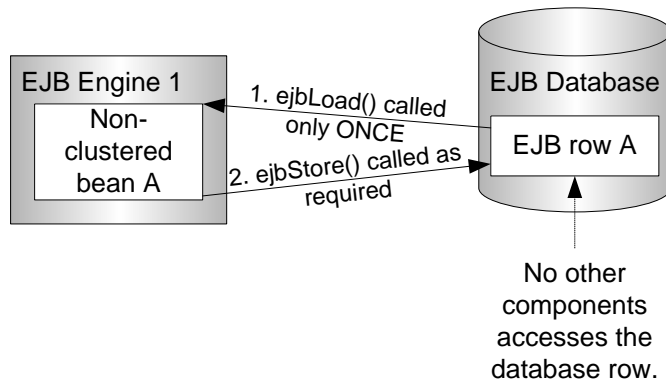 EJB Engine 1
Non-
clustered
bean A
1. ejbLoad() called
only ONCE
2. ejbStore() called as
required
EJB Database
EJB row A
No other
components
accesses the
database row.